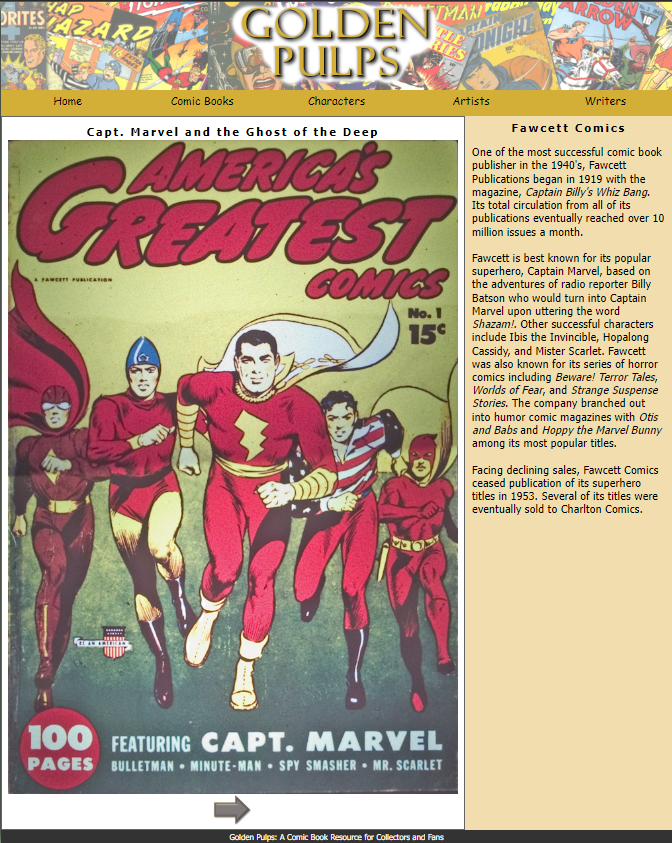 ORITES
HAP
HAZARD
GOLDEN
PULPS
Home
Comic Books
Characters
Artists
Writers
Capt. Marvel and the Ghost of the Deep
AMERICA'S
GREATEST
COMICS
A FAWCETT PUBLICATION
No. 1
15¢
BE AN AMERICAN
100
PAGES
FEATURING CAPT. MARVEL
BULLETMAN • MINUTE-MAN • SPY SMASHER • MR. SCARLET
Fawcett Comics
One of the most successful comic book
publisher in the 1940's, Fawcett
Publications began in 1919 with the
magazine, Captain Billy's Whiz Bang.
Its total circulation from all of its
publications eventually reached over 10
million issues a month.
Fawcett is best known for its popular
superhero, Captain Marvel, based on
the adventures of radio reporter Billy
Batson who would turn into Captain
Marvel upon uttering the word
Shazam!. Other successful characters
include Ibis the Invincible, Hopalong
Cassidy, and Mister Scarlet. Fawcett
was also known for its series of horror
comics including Beware! Terror Tales,
Worlds of Fear, and Strange Suspense
Stories. The company branched out
into humor comic magazines with Otis
and Babs and Hoppy the Marvel Bunny
among its most popular titles.
Facing declining sales, Fawcett Comics
ceased publication of its superhero
titles in 1953. Several of its titles were
eventually sold to Charlton Comics.
Golden Pulps: A Comic Book Resource for Collectors and Fans